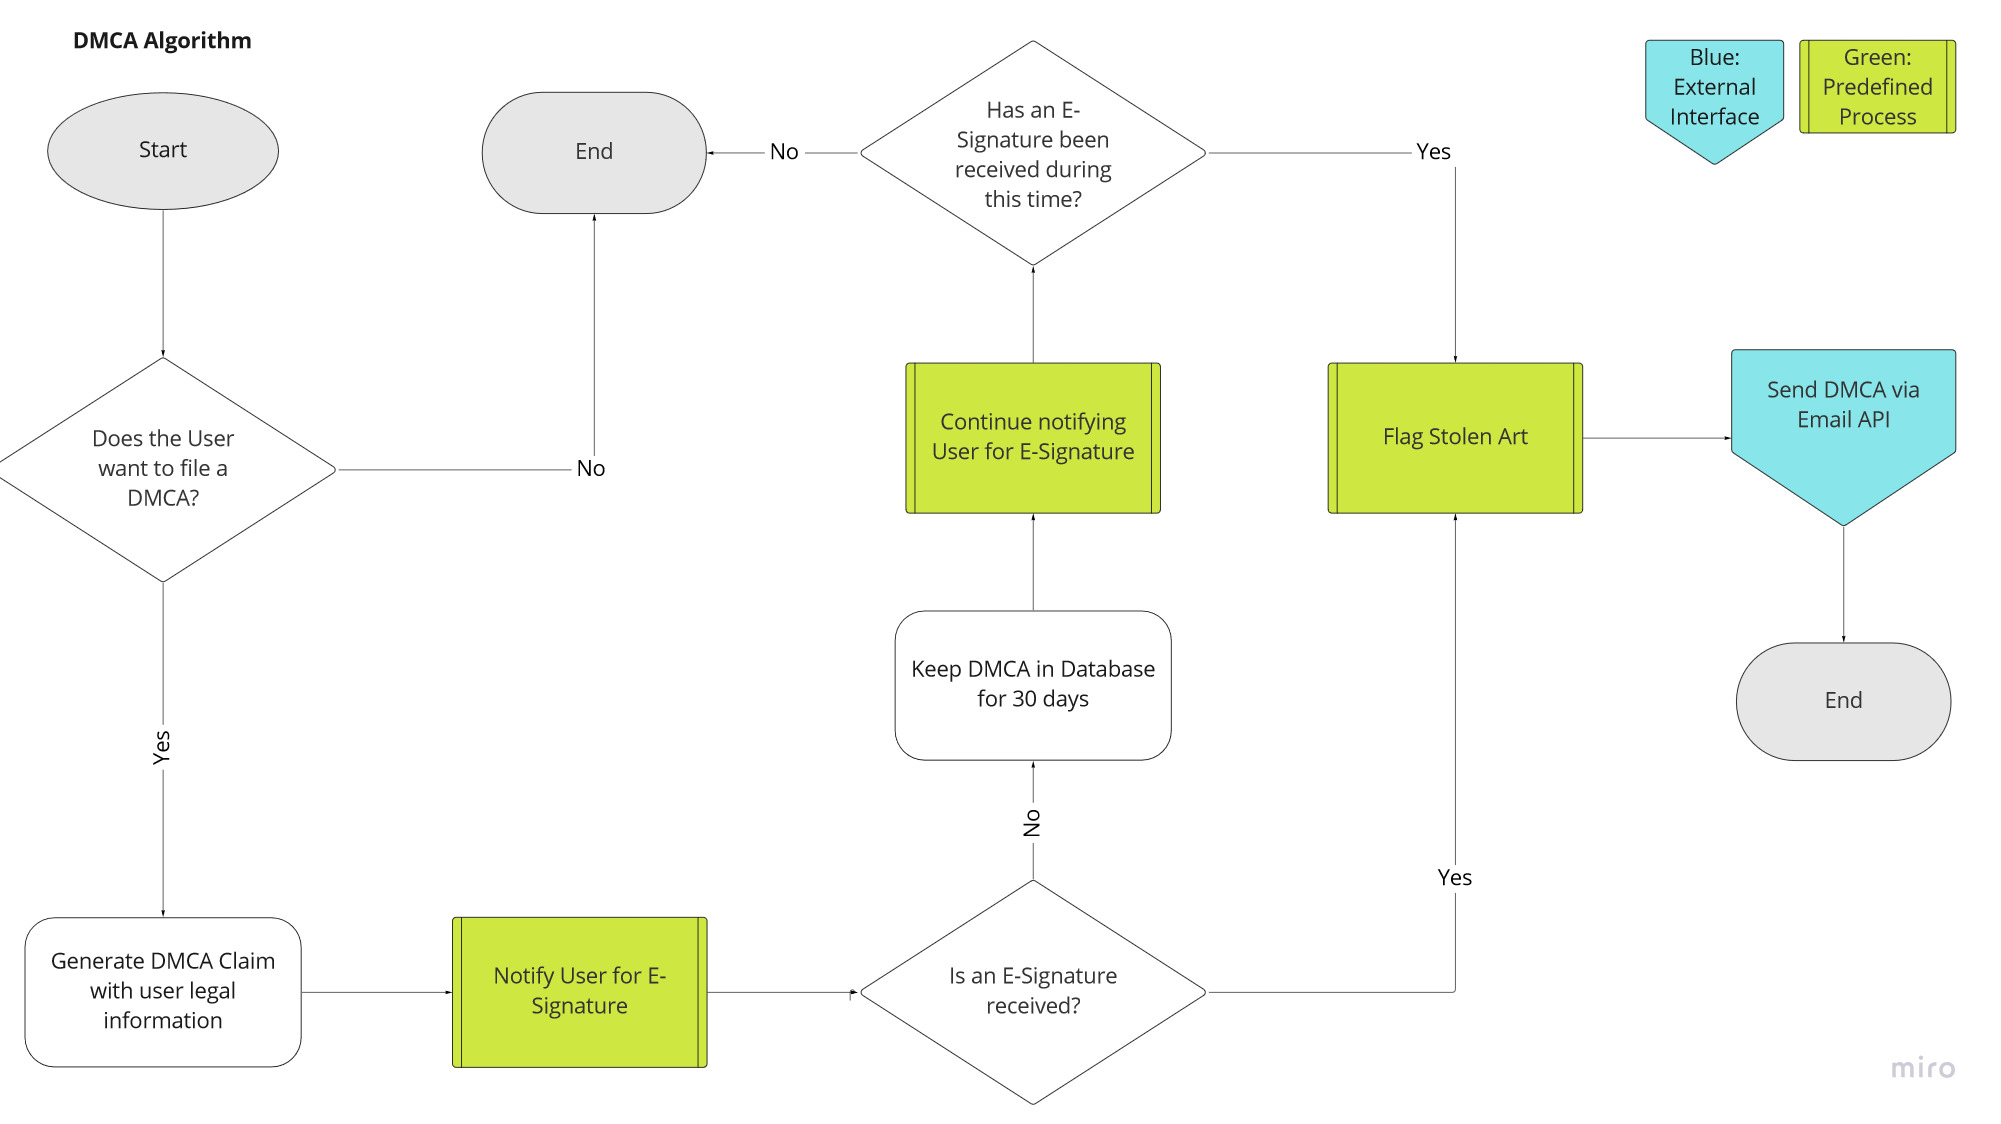 DMCA Algorithm
Start
End
No
Has an E-
Signature been
received during
this time?
Yes
Blue:
External
Interface
Green:
Predefined
Process
Does the User
want to file a
DMCA?
No
Continue notifying
User for E-Signature
Flag Stolen Art
Send DMCA via
Email API
Keep DMCA in Database
for 30 days
End
Yes
No
Yes
Generate DMCA Claim
with user legal
information
Notify User for E-
Signature
Is an E-Signature
received?
miro